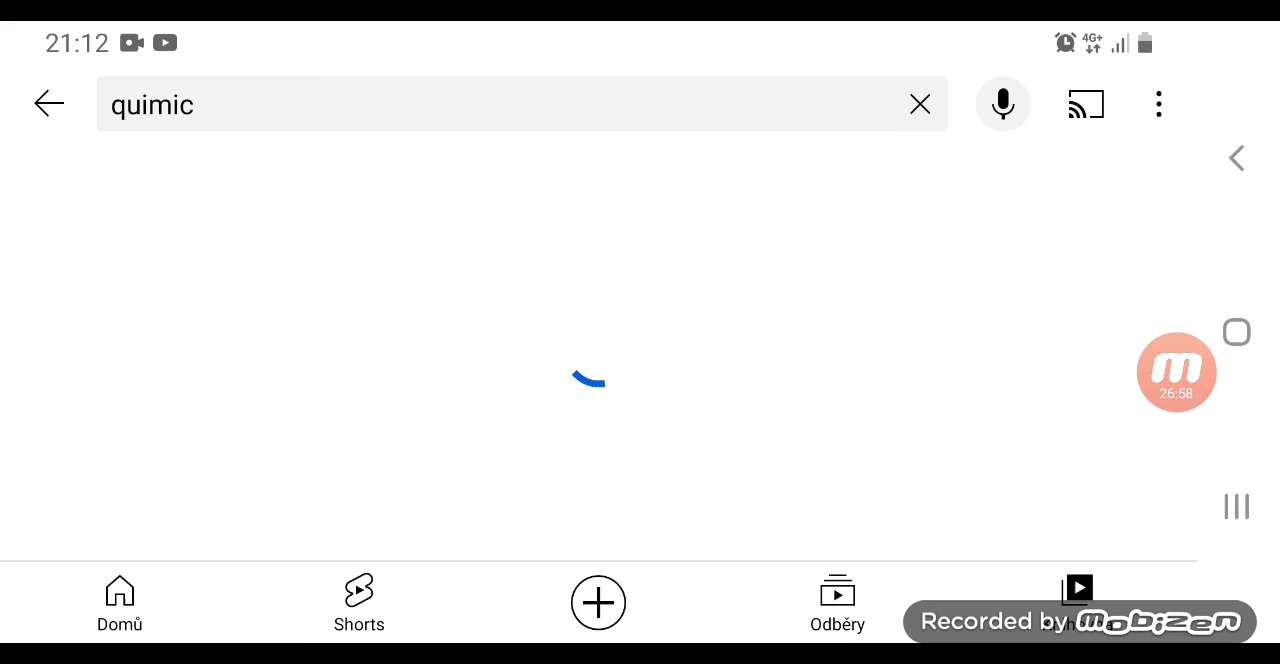 21:12
4G+
quimic
m
26:58
Domů
Shorts
Odběry
Recorded by mobizen